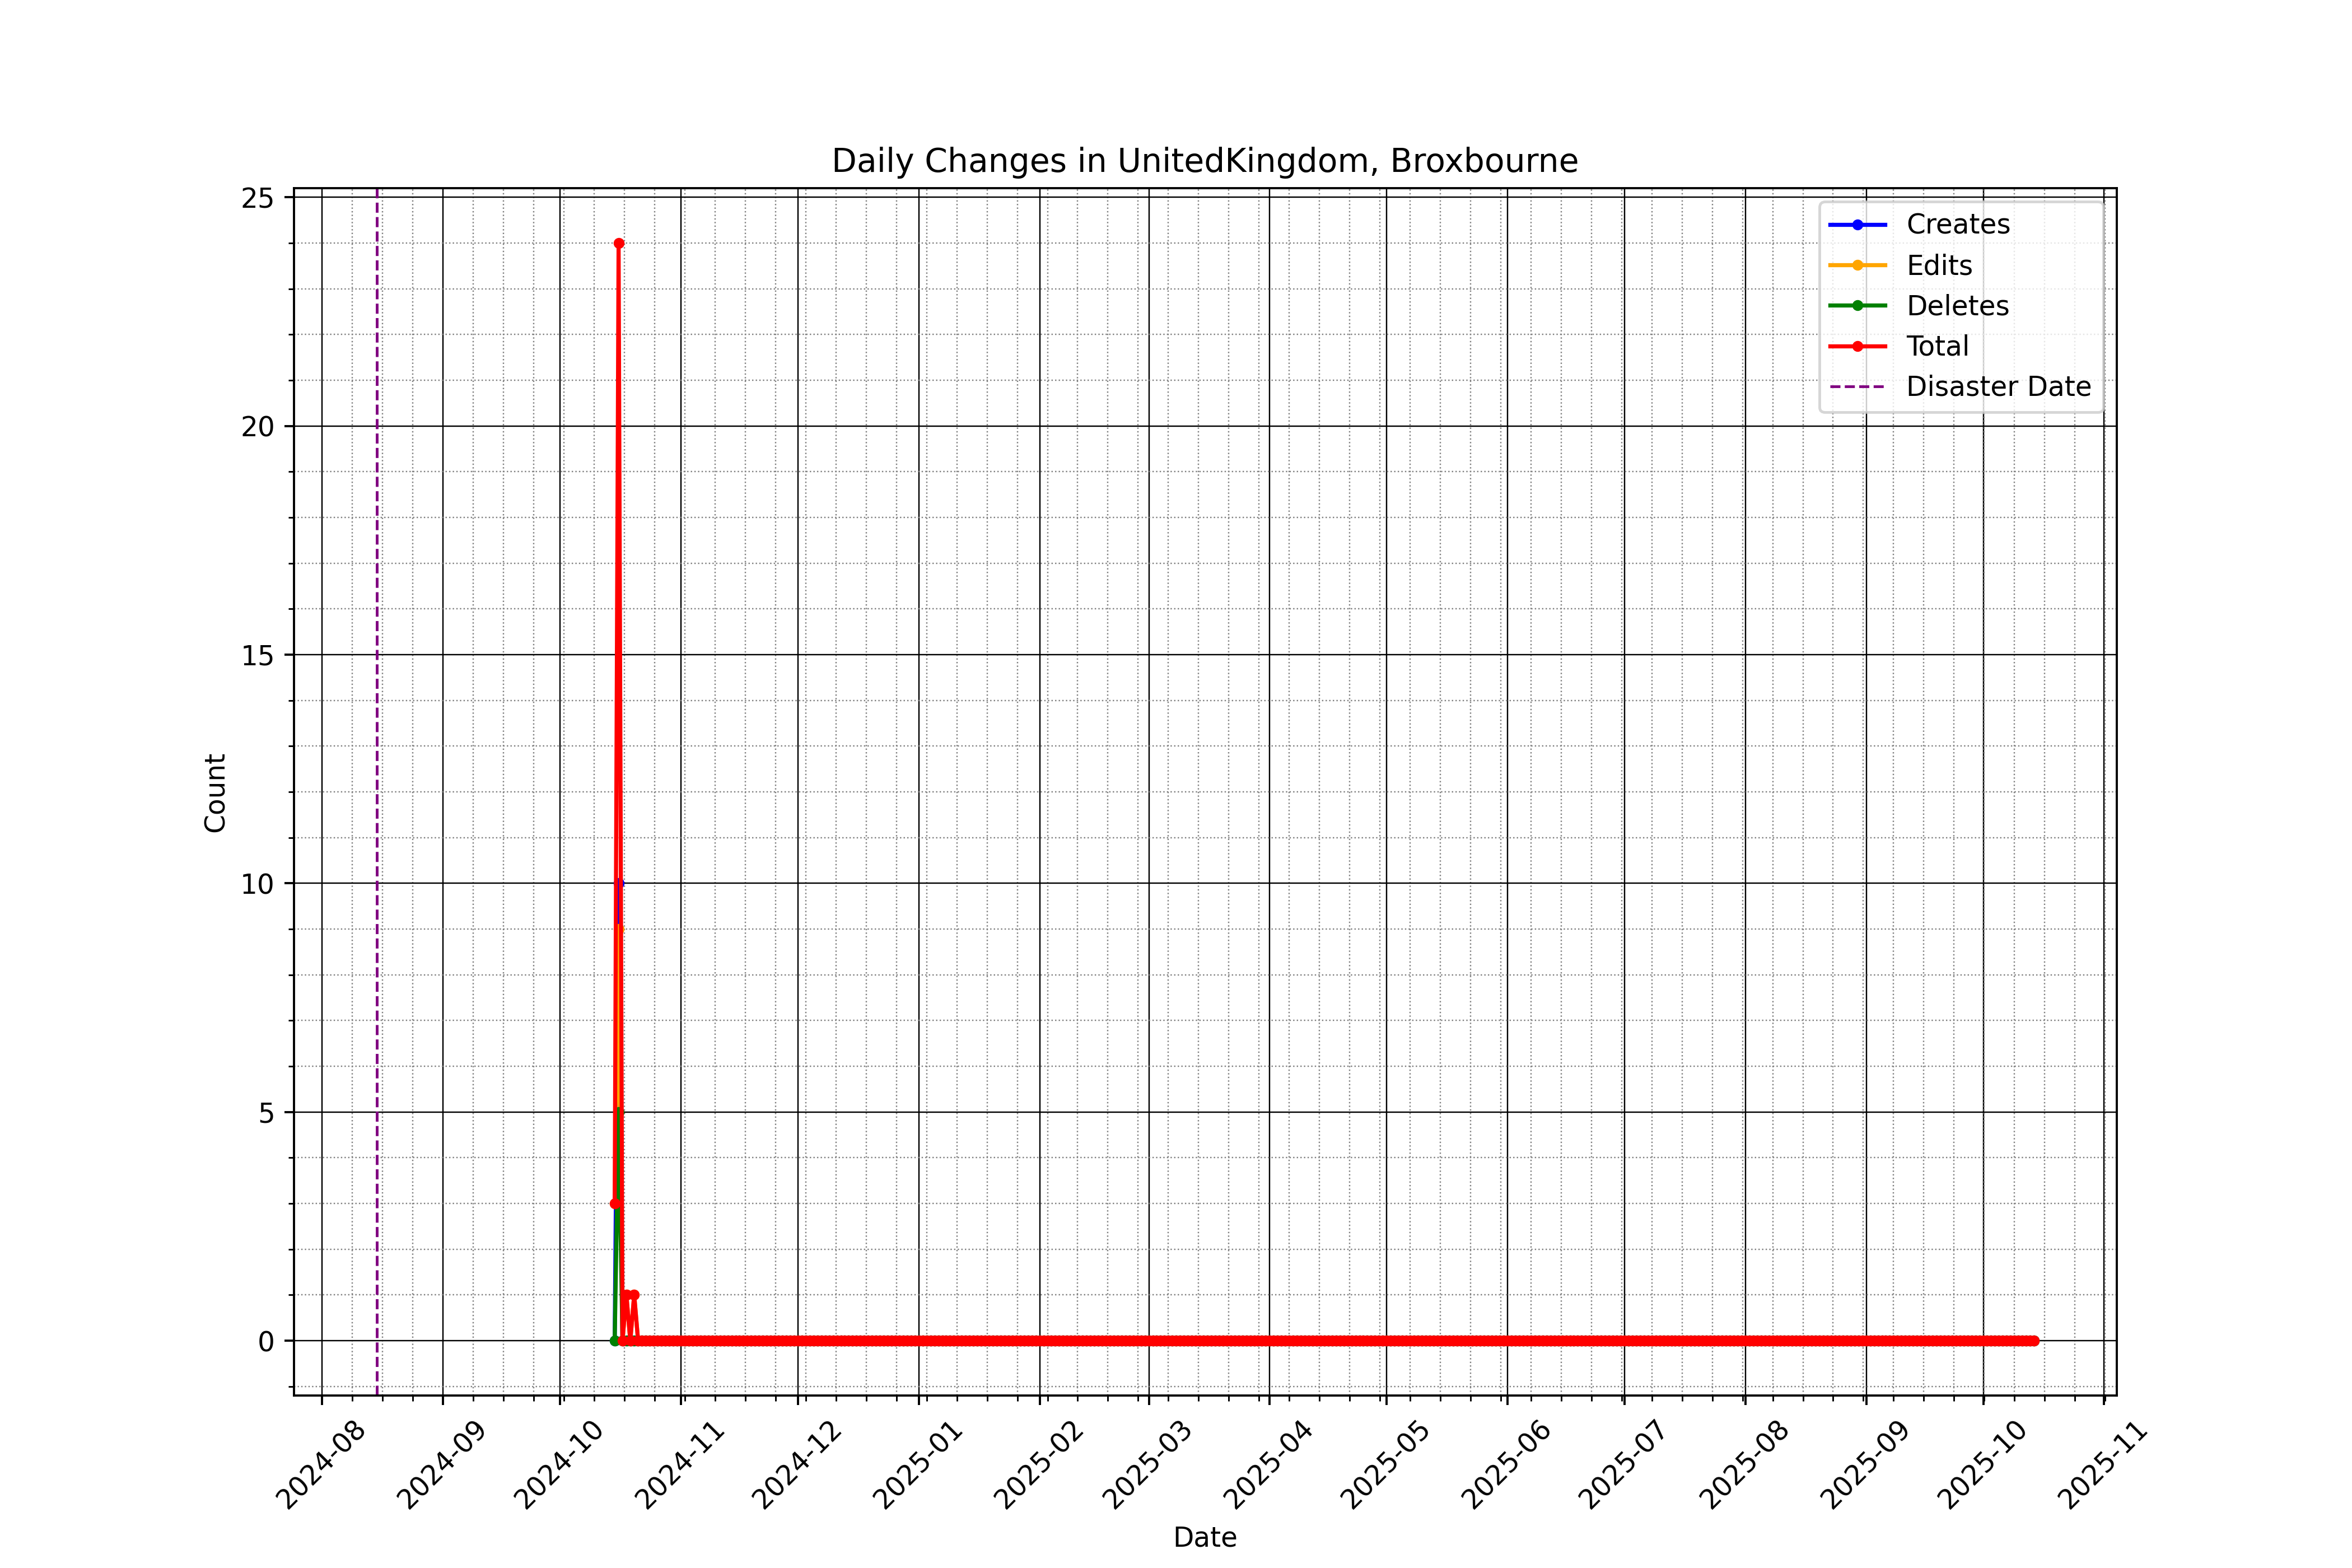 Daily Changes in UnitedKingdom, Broxbourne
Creates
Edits
Deletes
Total
Disaster Date
25
20
15
10
5
0
Count
2024-08
2024-09
2024-10
2024-11
2024-12
2025-01
2025-02
2025-03
2025-04
2025-05
2025-06
2025-07
2025-08
2025-09
2025-10
2025-11
Date